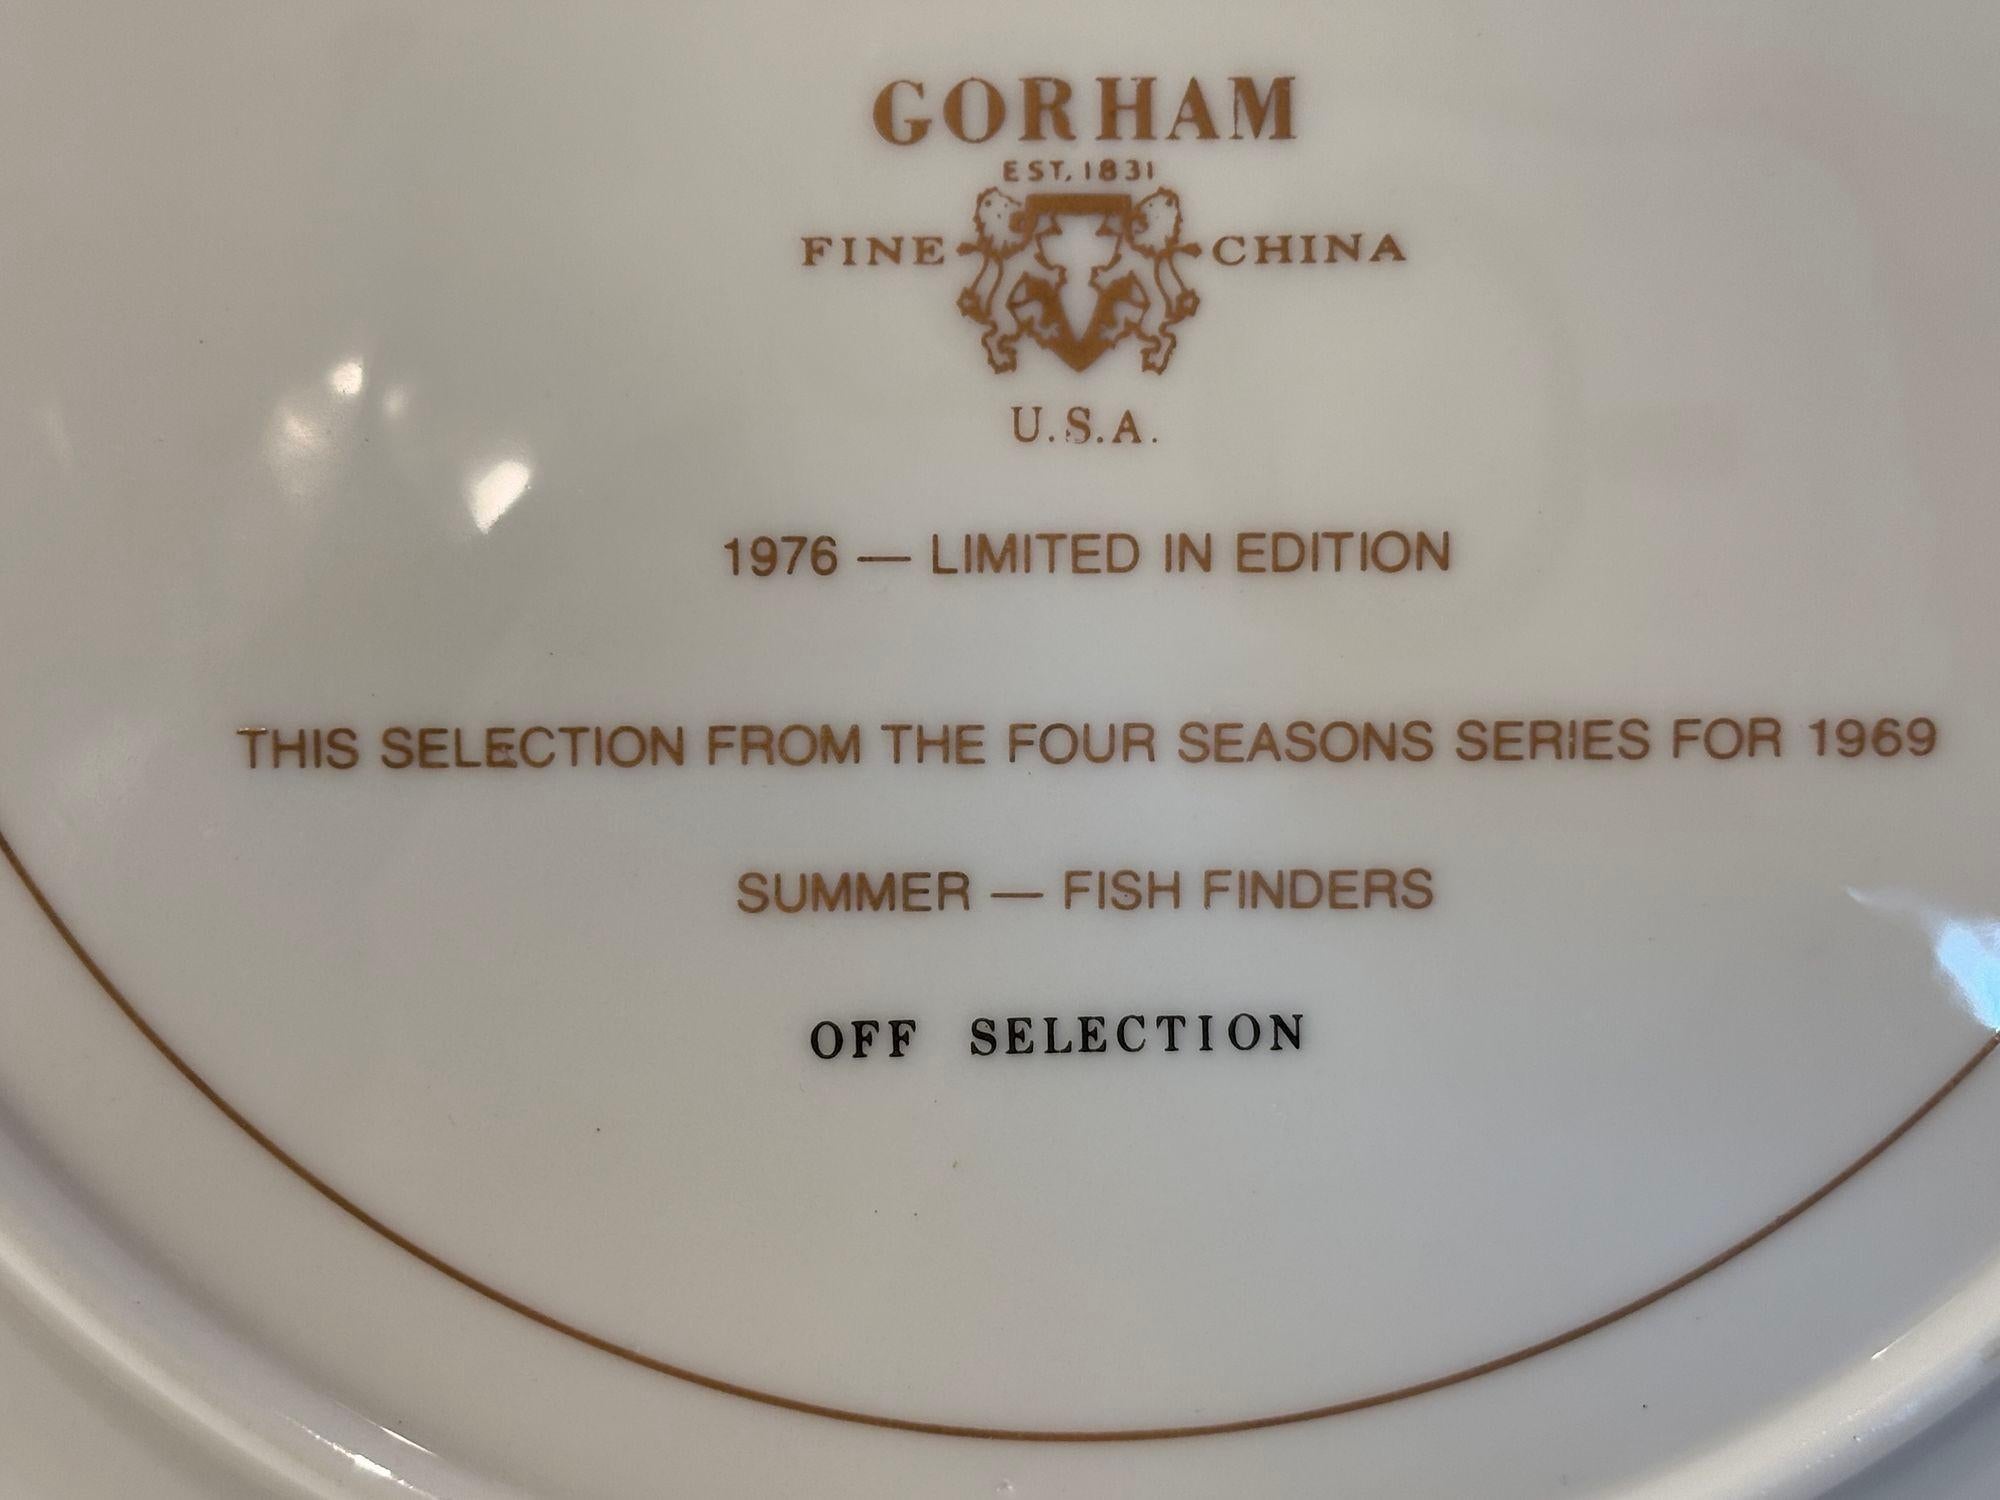 GORHAM
EST. 1831
FINE CHINA
U.S.A.
1976 — LIMITED IN EDITION
THIS SELECTION FROM THE FOUR SEASONS SERIES FOR 1969
SUMMER — FISH FINDERS
OFF SELECTION